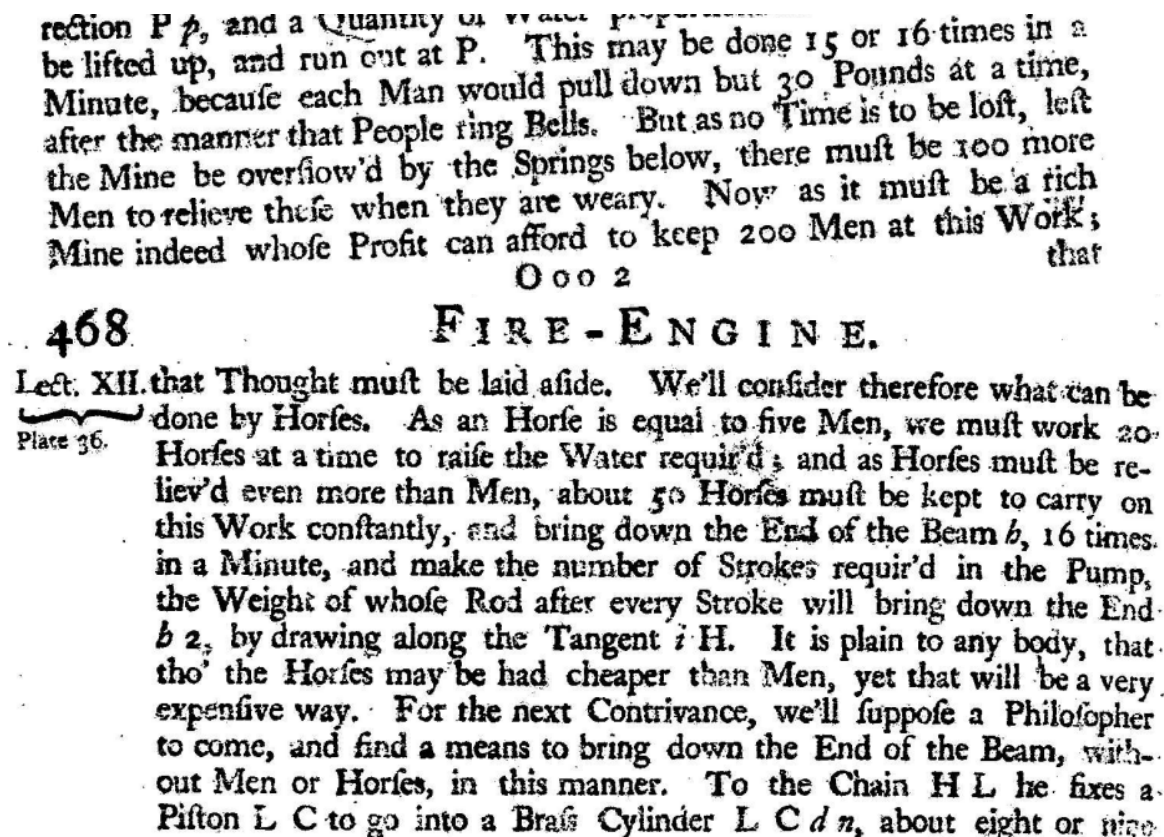 rection P p, and a Quantity of Water
be lifted up, and run out at P. This may be done 15 or 16 times in a
Minute, becauſe each Man would pull down but 30 Pounds at a time,
after the manner that People ring Bells. But as no Time is to be loſt, leſt
the Mine be overflow'd by the Springs below, there muſt be 100 more
Men to relieve theſe when they are weary. Now as it muſt be a rich
Mine indeed whoſe Profit can afford to keep 200 Men at this Work;
that
O o o 2
468 FIRE-ENGINE.
Lect. XII. that Thought muſt be laid aſide. We'll conſider therefore what can be
done by Horſes. As an Horſe is equal to five Men, we muſt work 20
Plate 36.
Horſes at a time to raiſe the Water requir'd; and as Horſes muſt be re-
liev'd even more than Men, about 50 Horſes muſt be kept to carry on
this Work conſtantly, and bring down the End of the Beam b, 16 times
in a Minute, and make the number of Strokes requir'd in the Pump,
the Weight of whoſe Rod after every Stroke will bring down the End
b 2, by drawing along the Tangent i H. It is plain to any body, that
tho' the Horſes may be had cheaper than Men, yet that will be a very
expenſive way. For the next Contrivance, we'll ſuppoſe a Philoſopher
to come, and find a means to bring down the End of the Beam, with-
out Men or Horſes, in this manner. To the Chain H L he fixes a
Piſton L C to go into a Braſs Cylinder L C d n, about eight or nine